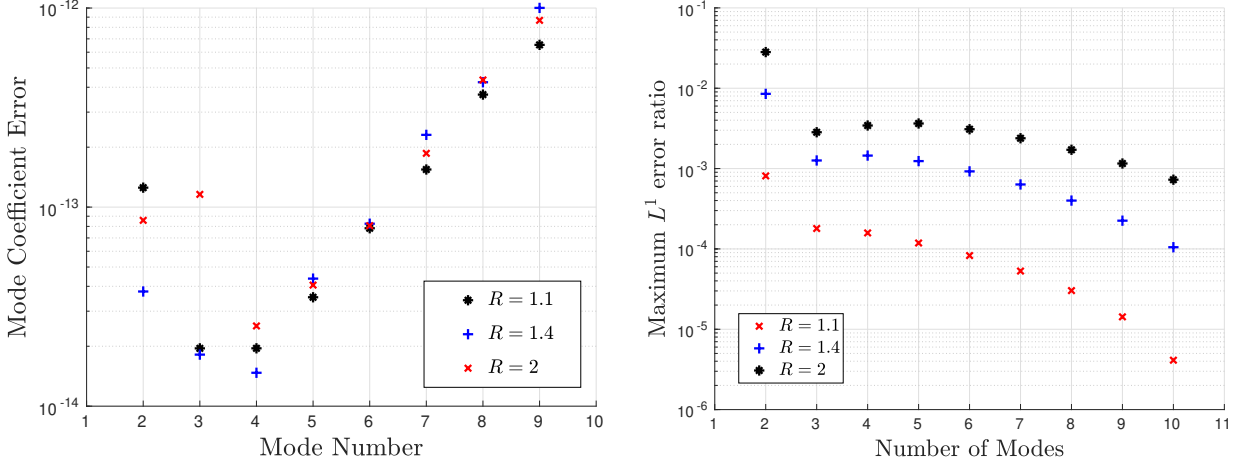 Mode Coefficient Error
10^-12
10^-13
10^-14
R = 1.1
R = 1.4
R = 2
1 2 3 4 5 6 7 8 9 10
Mode Number
Maximum L^1 error ratio
10^-1
10^-2
10^-3
10^-4
10^-5
10^-6
R = 1.1
R = 1.4
R = 2
1 2 3 4 5 6 7 8 9 10 11
Number of Modes